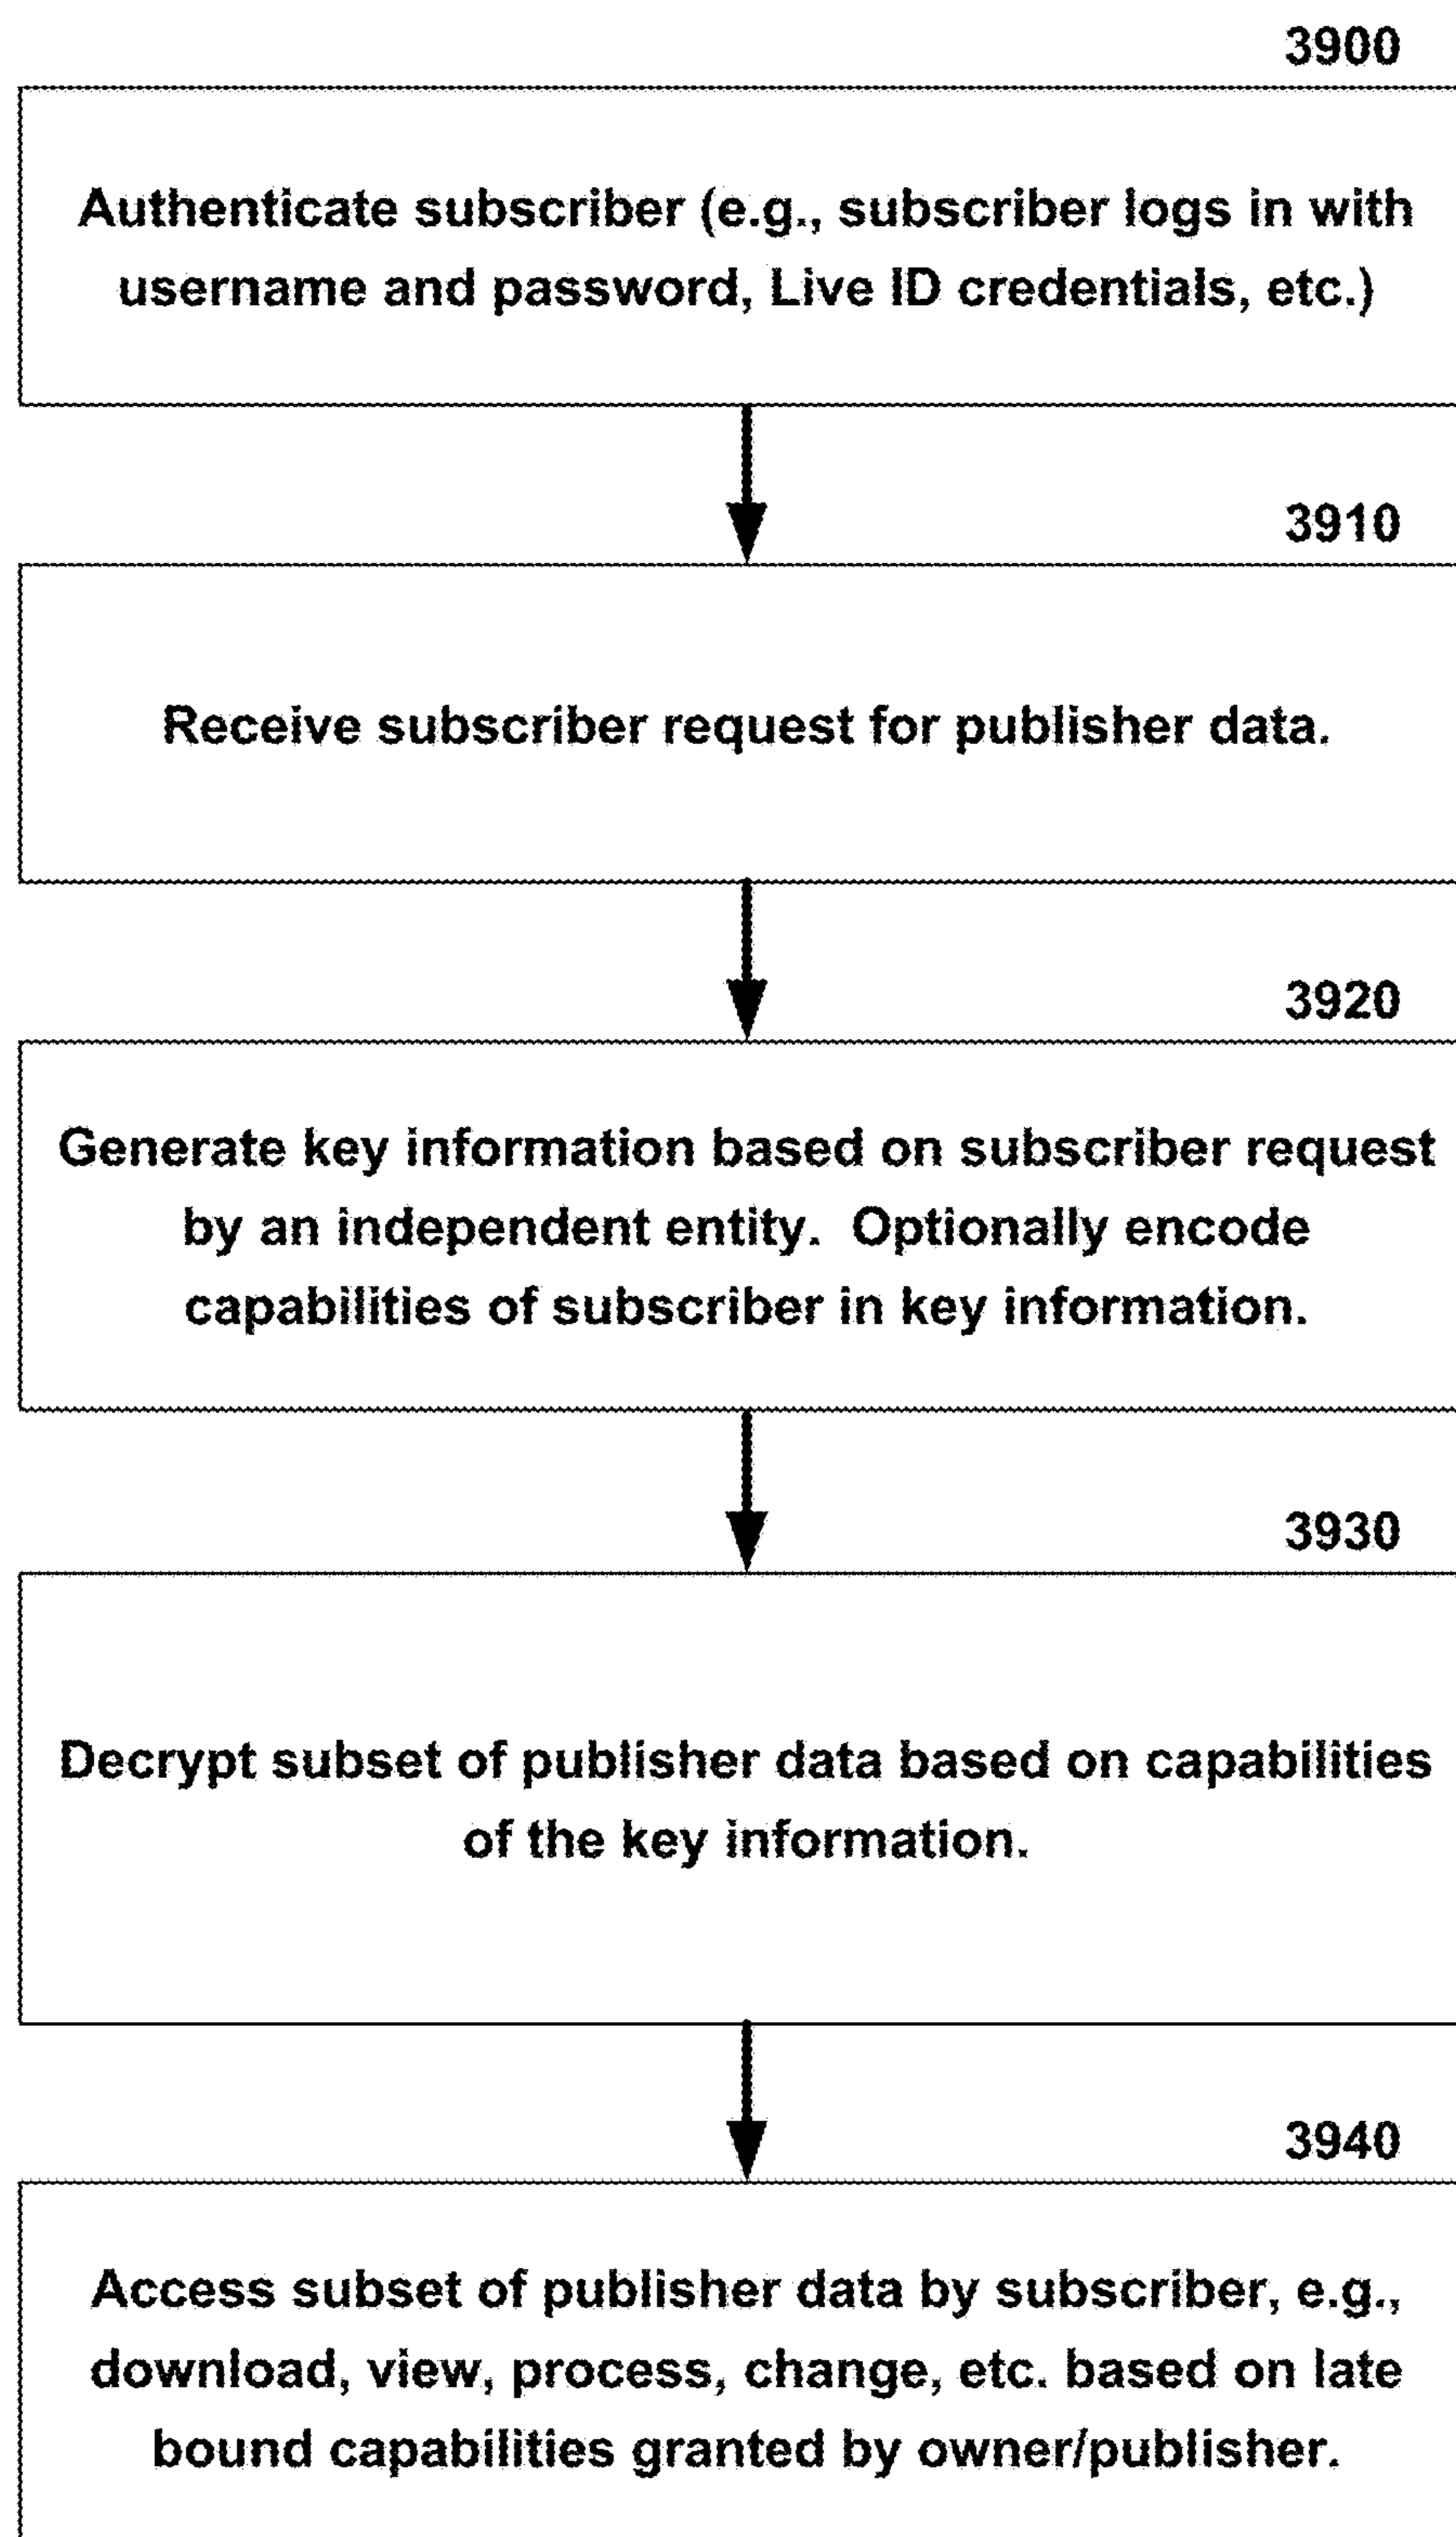 3900
Authenticate subscriber (e.g., subscriber logs in with
username and password, Live ID credentials, etc.)
3910
Receive subscriber request for publisher data.
3920
Generate key information based on subscriber request
by an independent entity.  Optionally encode
capabilities of subscriber in key information.
3930
Decrypt subset of publisher data based on capabilities
of the key information.
3940
Access subset of publisher data by subscriber, e.g.,
download, view, process, change, etc. based on late
bound capabilities granted by owner/publisher.